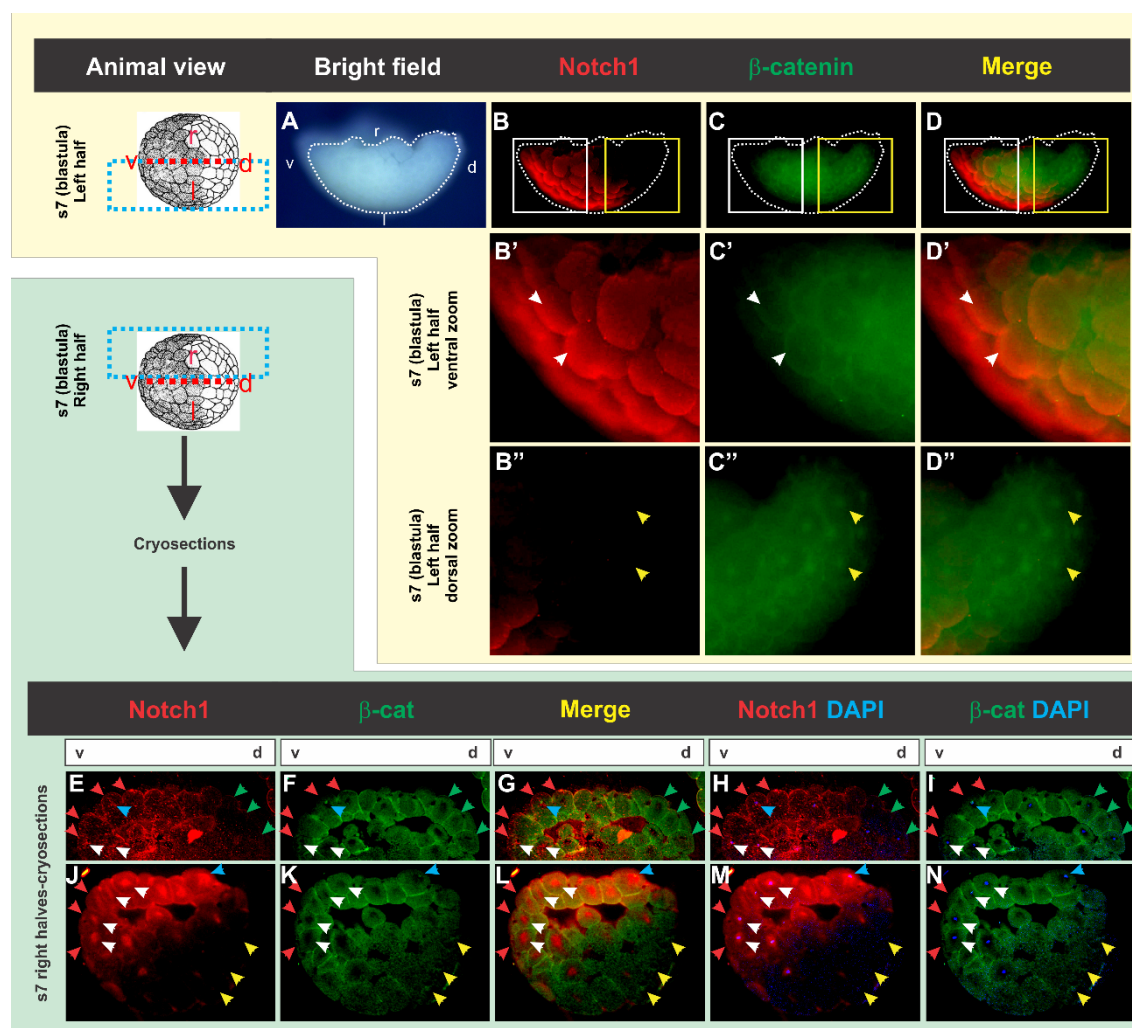 Animal view Bright field Notch1 β-catenin Merge
s7 (blastula)
Left half
r
v d
l
A
r
v d
l
B
C
D
B’
C’
D’
s7 (blastula)
Left half
ventral zoom
B’’
C’’
D’’
s7 (blastula)
Left half
dorsal zoom
s7 (blastula)
Right half
r
v d
l
Cryosections
Notch1 β-cat Merge Notch1 DAPI β-cat DAPI
v d v d v d v d v d
s7 right halves-cryosections
E F G H I
J K L M N